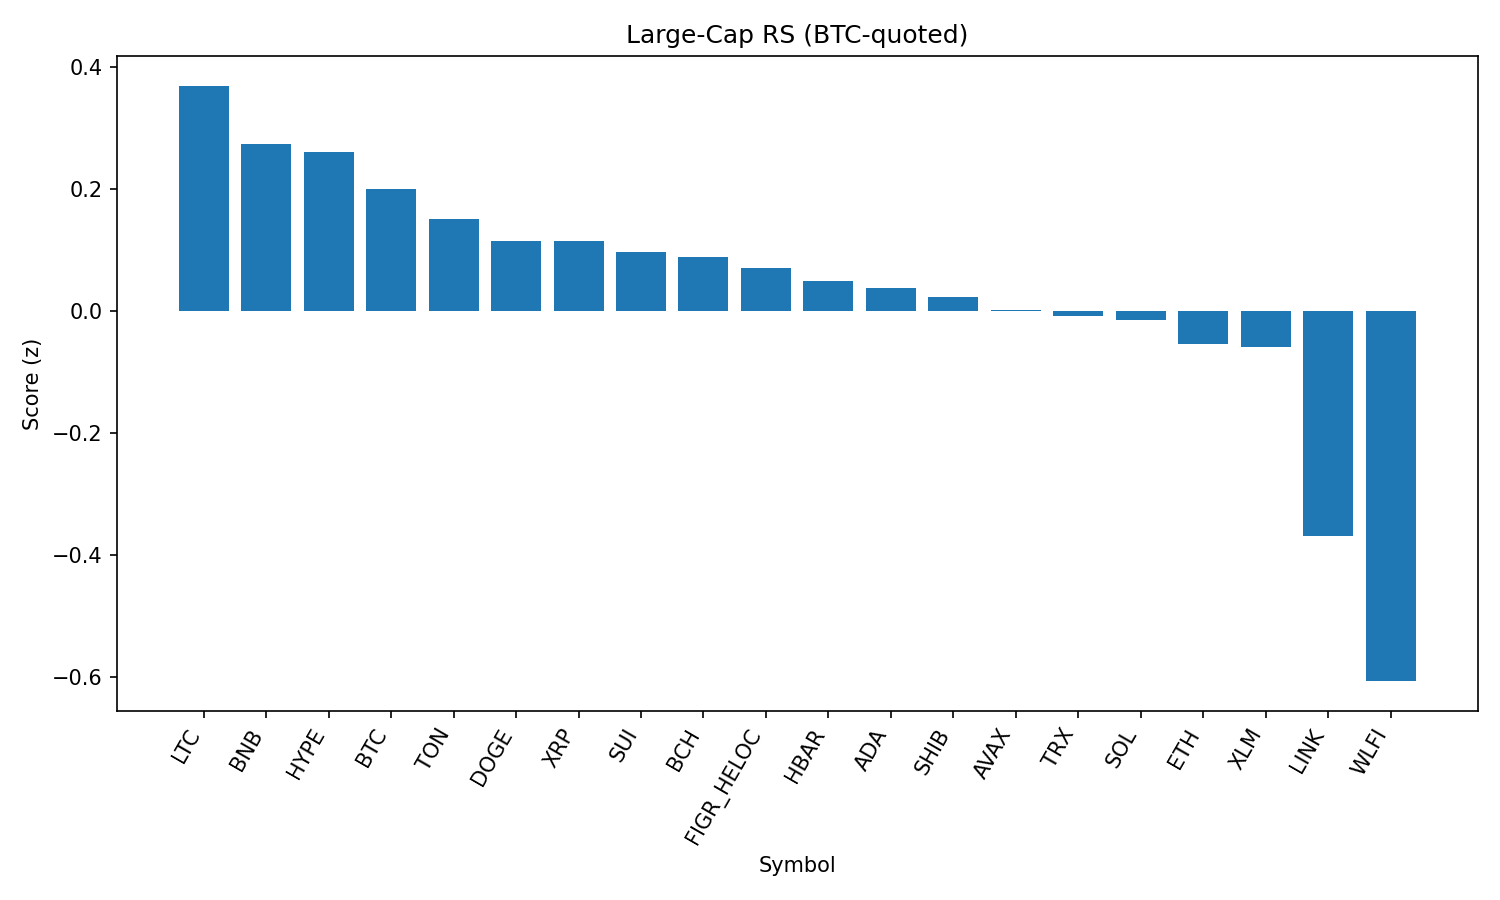 Large-Cap RS (BTC-quoted)
Score (z)
0.4
0.2
0.0
−0.2
−0.4
−0.6
LTC
BNB
HYPE
BTC
TON
DOGE
XRP
SUI
BCH
FIGR_HELOC
HBAR
ADA
SHIB
AVAX
TRX
SOL
ETH
XLM
LINK
WLFI
Symbol